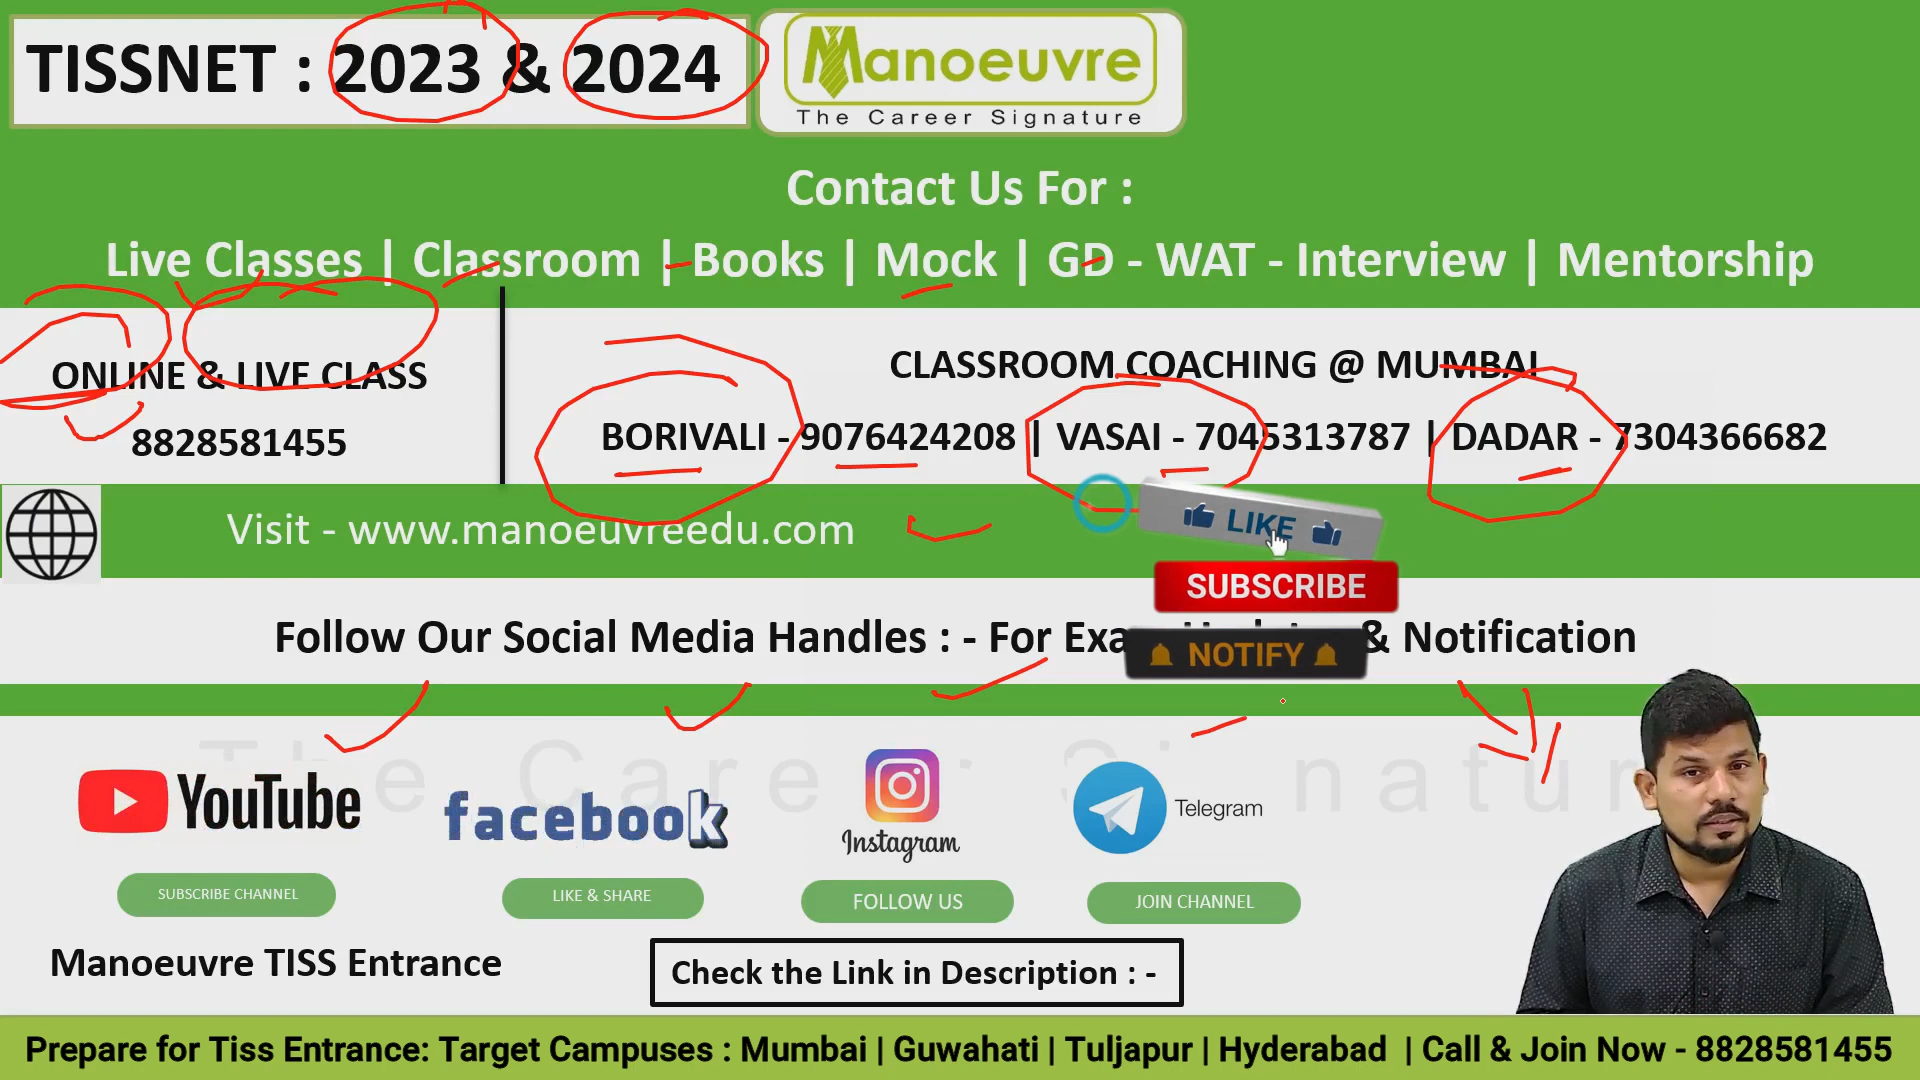 TISSNET : 2023 & 2024
Manoeuvre
The Career Signature
Contact Us For :
Live Classes | Classroom | Books | Mock | GD - WAT - Interview | Mentorship
ONLINE & LIVE CLASS
8828581455
CLASSROOM COACHING @ MUMBAI
BORIVALI - 9076424208 | VASAI - 7045313787 | DADAR - 7304366682
Visit - www.manoeuvreedu.com
LIKE
SUBSCRIBE
NOTIFY
Follow Our Social Media Handles : - For & Notification
YouTube
facebook
Instagram
Telegram
SUBSCRIBE CHANNEL
LIKE & SHARE
FOLLOW US
JOIN CHANNEL
Manoeuvre TISS Entrance
Check the Link in Description : -
Prepare for Tiss Entrance: Target Campuses : Mumbai | Guwahati | Tuljapur | Hyderabad | Call & Join Now - 8828581455